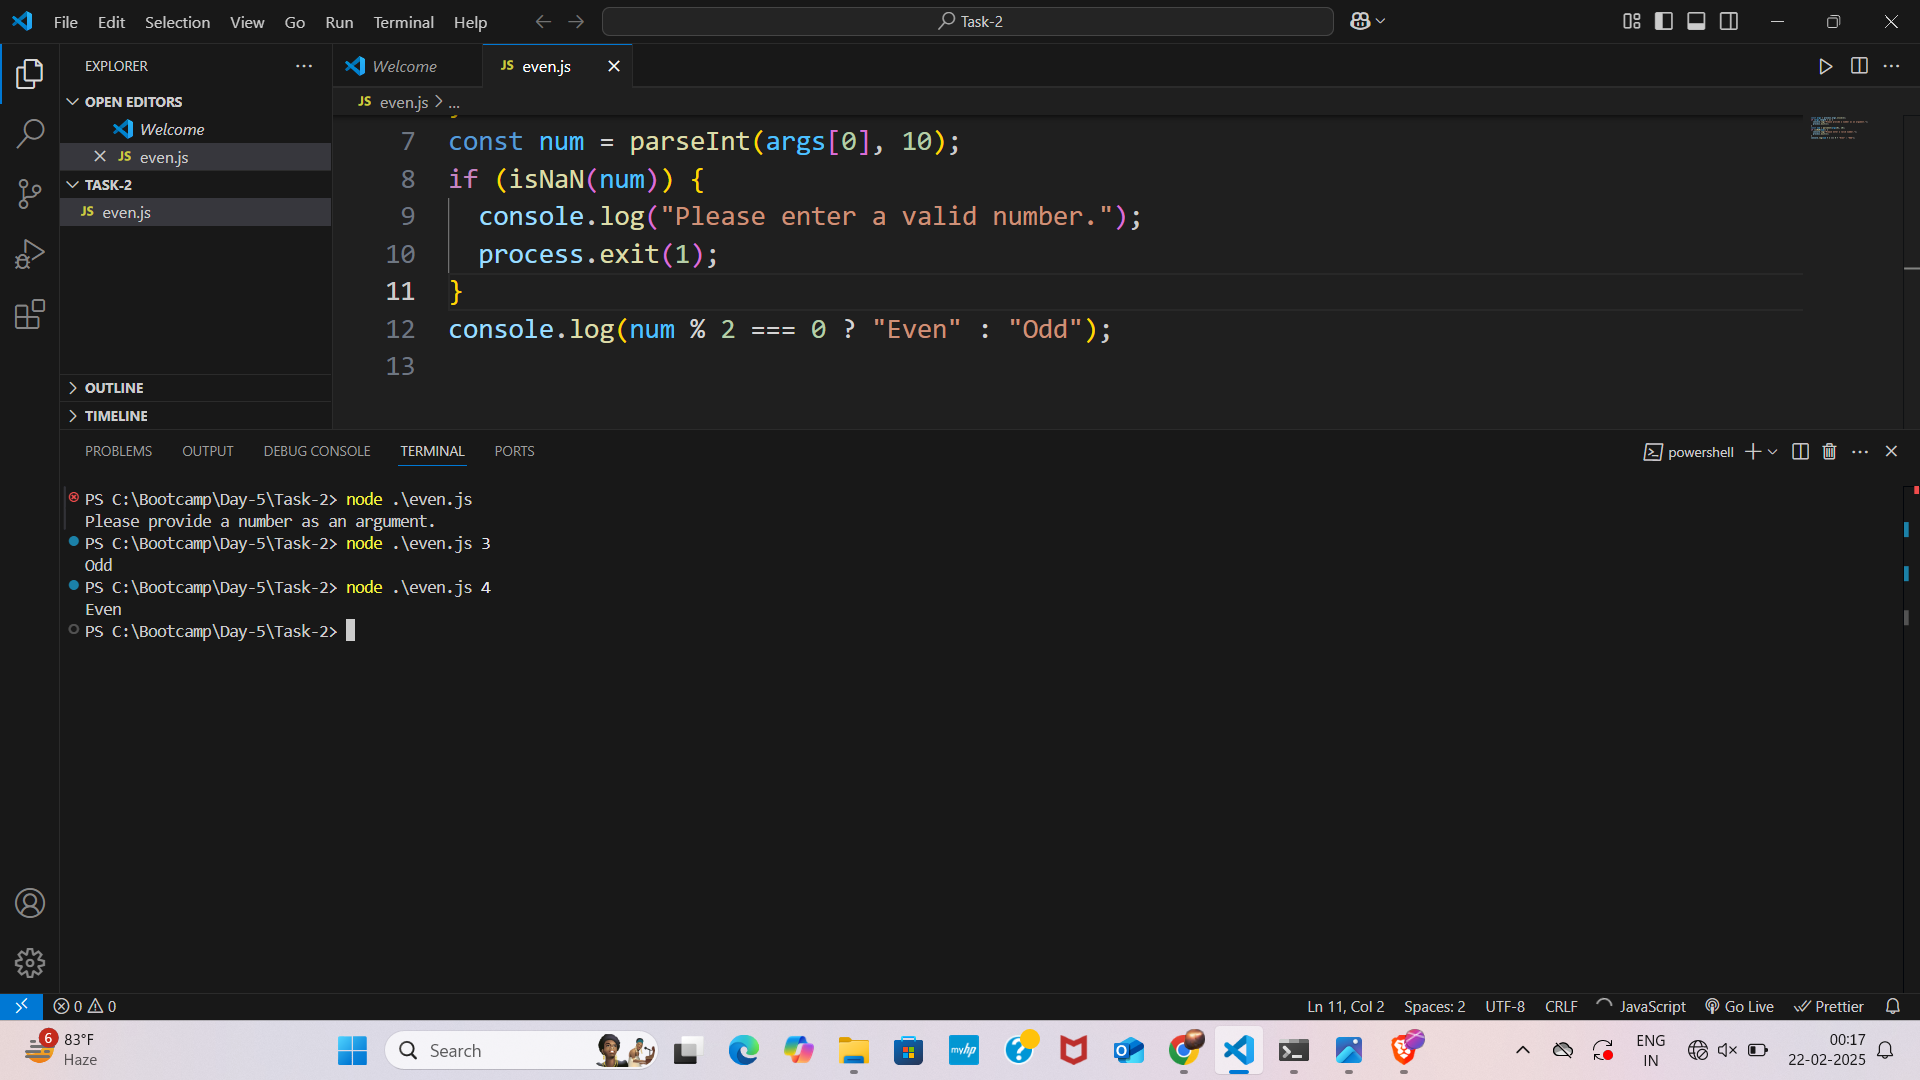 File Edit Selection View Go Run Terminal Help
Task-2
EXPLORER
OPEN EDITORS
Welcome
JS even.js
TASK-2
JS even.js
OUTLINE
TIMELINE
Welcome
JS even.js
JS even.js > ...
7 const num = parseInt(args[0], 10);
8 if (isNaN(num)) {
9 console.log("Please enter a valid number.");
10 process.exit(1);
11 }
12 console.log(num % 2 === 0 ? "Even" : "Odd");
13
PROBLEMS OUTPUT DEBUG CONSOLE TERMINAL PORTS
powershell
PS C:\Bootcamp\Day-5\Task-2> node .\even.js
Please provide a number as an argument.
PS C:\Bootcamp\Day-5\Task-2> node .\even.js 3
Odd
PS C:\Bootcamp\Day-5\Task-2> node .\even.js 4
Even
PS C:\Bootcamp\Day-5\Task-2>
0 0
Ln 11, Col 2 Spaces: 2 UTF-8 CRLF JavaScript Go Live Prettier
6
83°F
Haze
Search
myhp
ENG
IN
00:17
22-02-2025